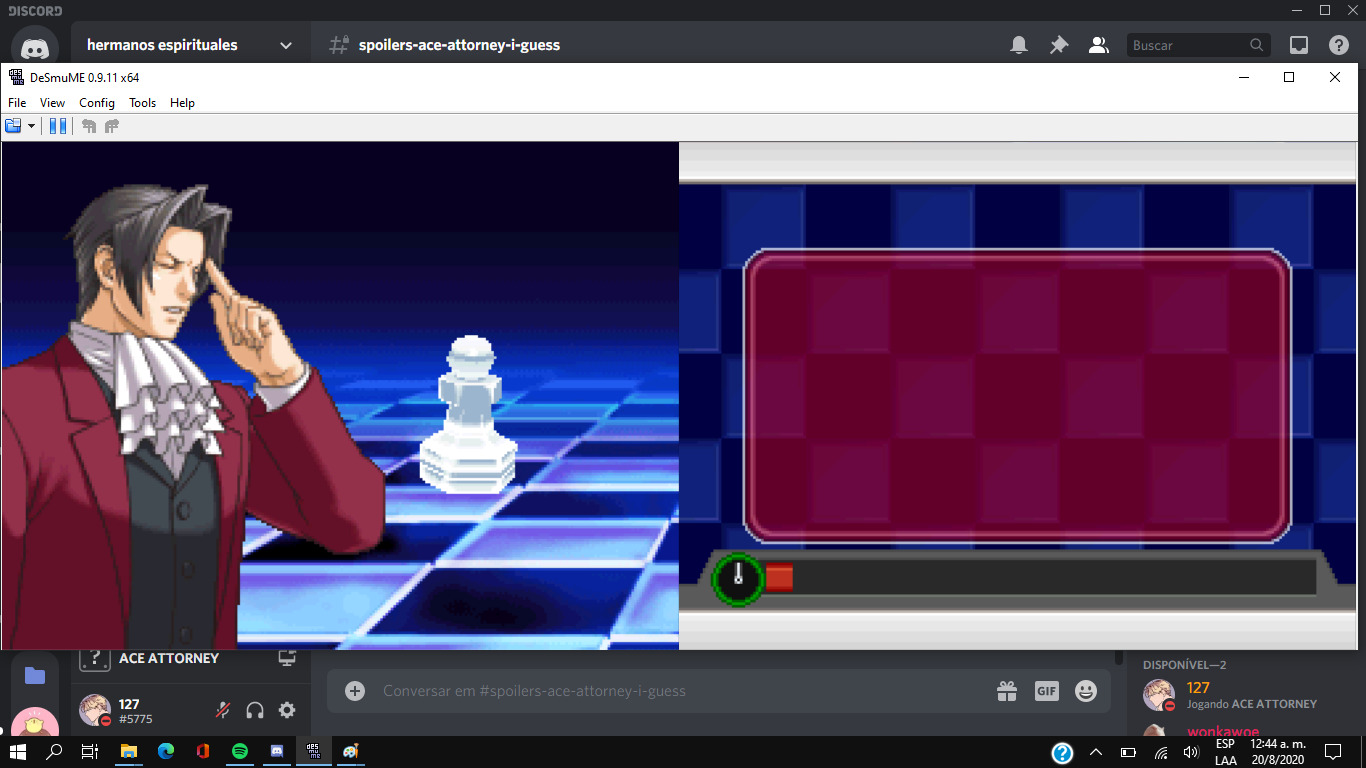 DISCORD
hermanos espirituales
spoilers-ace-attorney-i-guess
Buscar
DeSmuME 0.9.11 x64
File View Config Tools Help
ACE ATTORNEY
127
#5775
Conversar em #spoilers-ace-attorney-i-guess
GIF
DISPONÍVEL—2
127
Jogando ACE ATTORNEY
wonkawoe
ESP
LAA
12:44 a. m.
20/8/2020